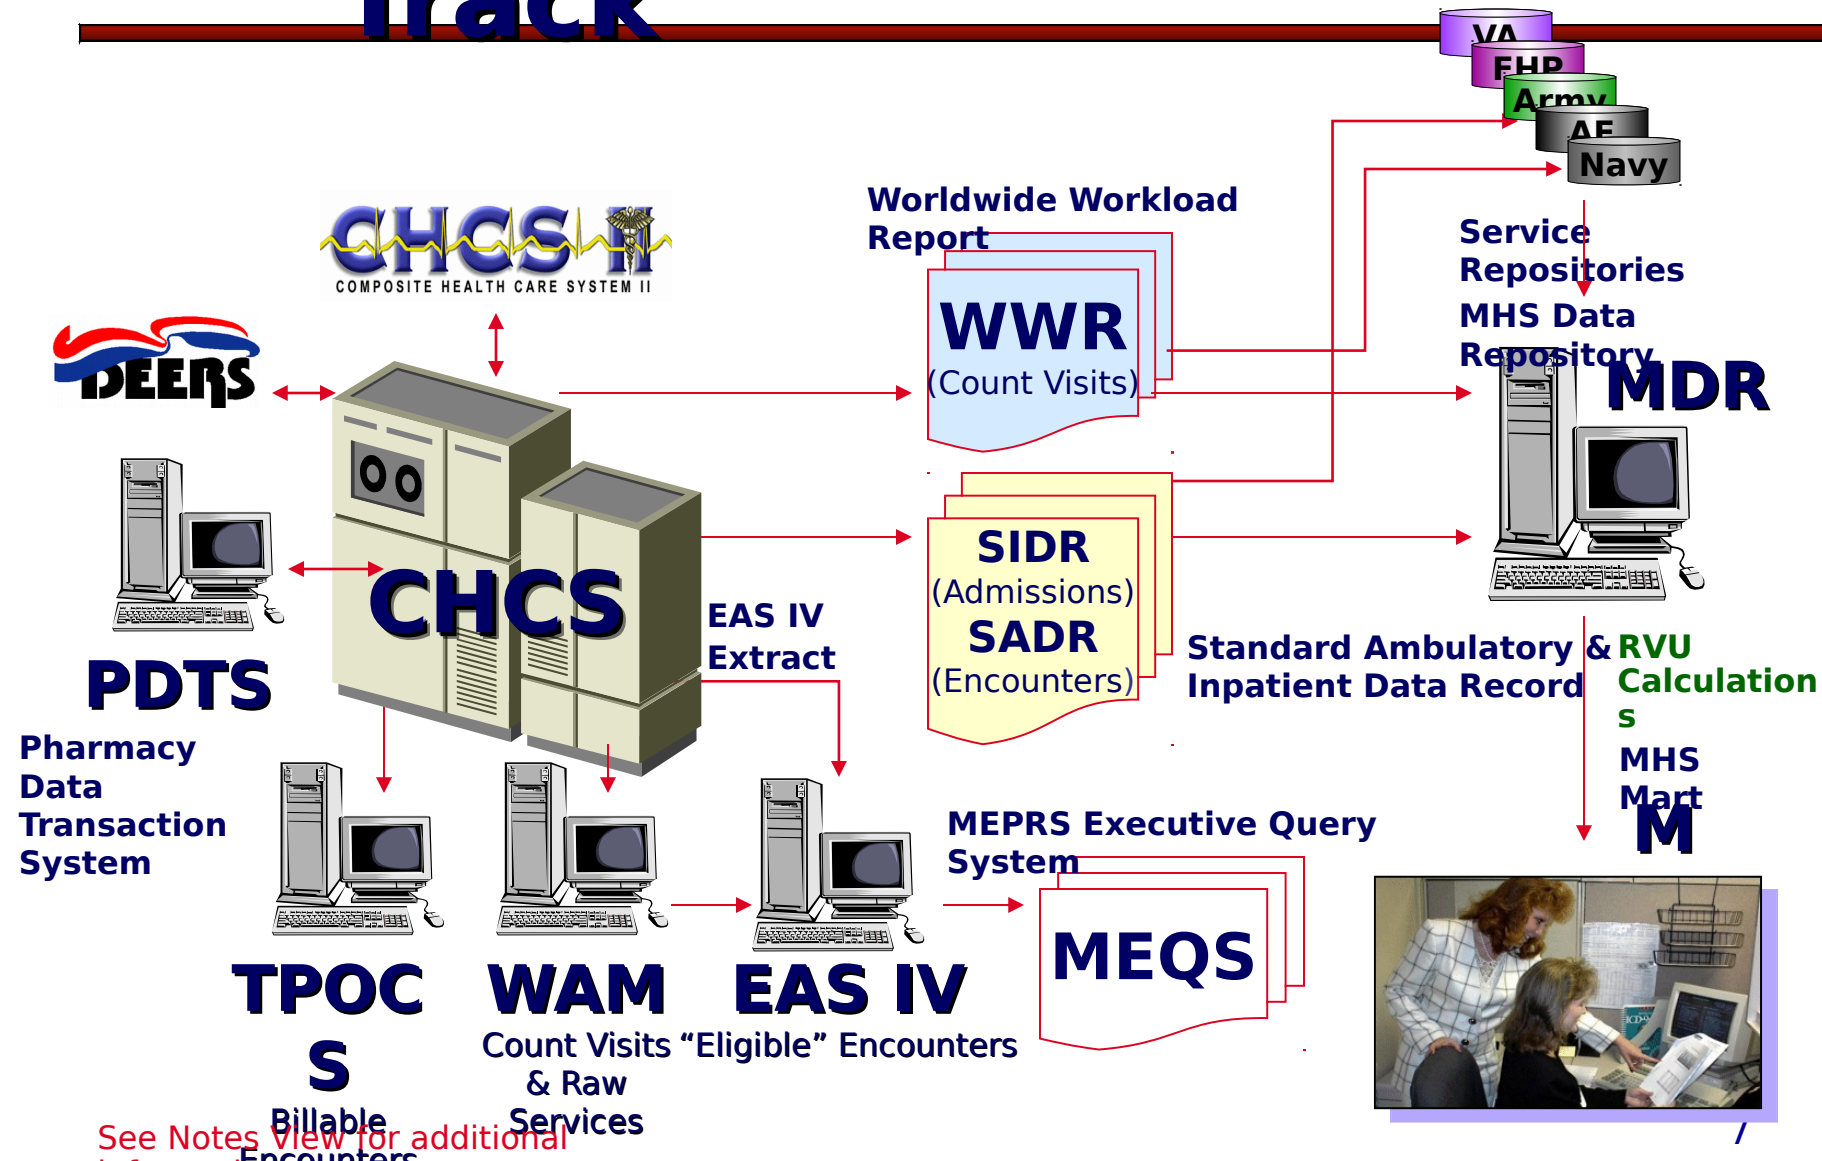 Track
VA
FHP
Army
AF
Navy
Worldwide Workload
Report
CHCS II
COMPOSITE HEALTH CARE SYSTEM II
Service
Repositories
MHS Data
Repository
MDR
DEERS
WWR
(Count Visits)
CHCS
SIDR
(Admissions)
SADR
(Encounters)
EAS IV
Extract
Standard Ambulatory &
Inpatient Data Record
RVU
Calculation
s
PDTS
Pharmacy
Data
Transaction
System
MHS
Mart
M
MEPRS Executive Query
System
MEQS
TPOC
S
Billable
Encounters
WAM
Count Visits
& Raw
Services
EAS IV
“Eligible” Encounters
ICD-9
See Notes View for additional
7